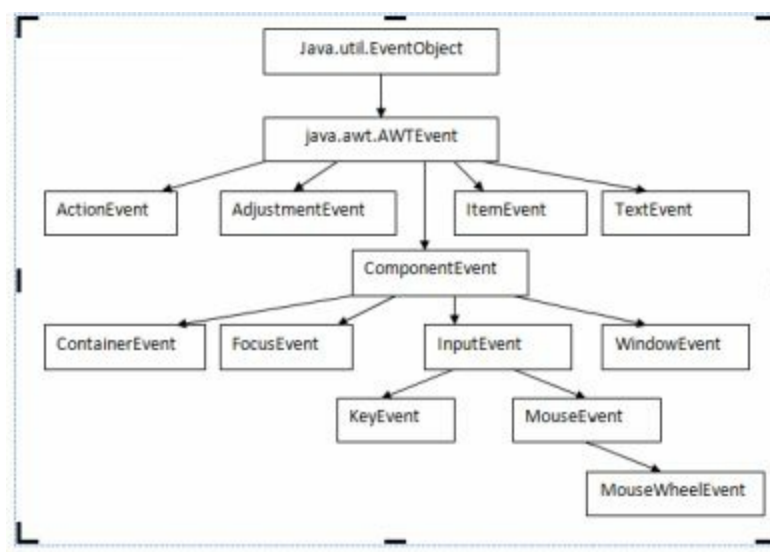 Java.util.EventObject
java.awt.AWTEvent
ActionEvent
AdjustmentEvent
ItemEvent
TextEvent
ComponentEvent
ContainerEvent
FocusEvent
InputEvent
WindowEvent
KeyEvent
MouseEvent
MouseWheelEvent